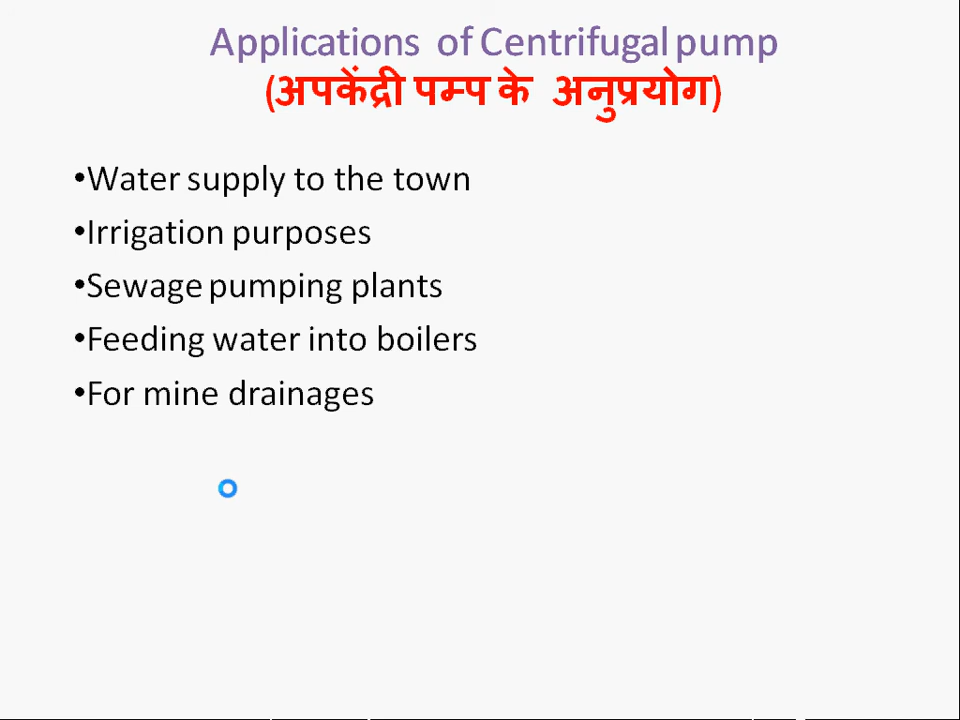 Applications of Centrifugal pump
(अपकेंद्री पम्प के अनुप्रयोग)
•Water supply to the town
•Irrigation purposes
•Sewage pumping plants
•Feeding water into boilers
•For mine drainages